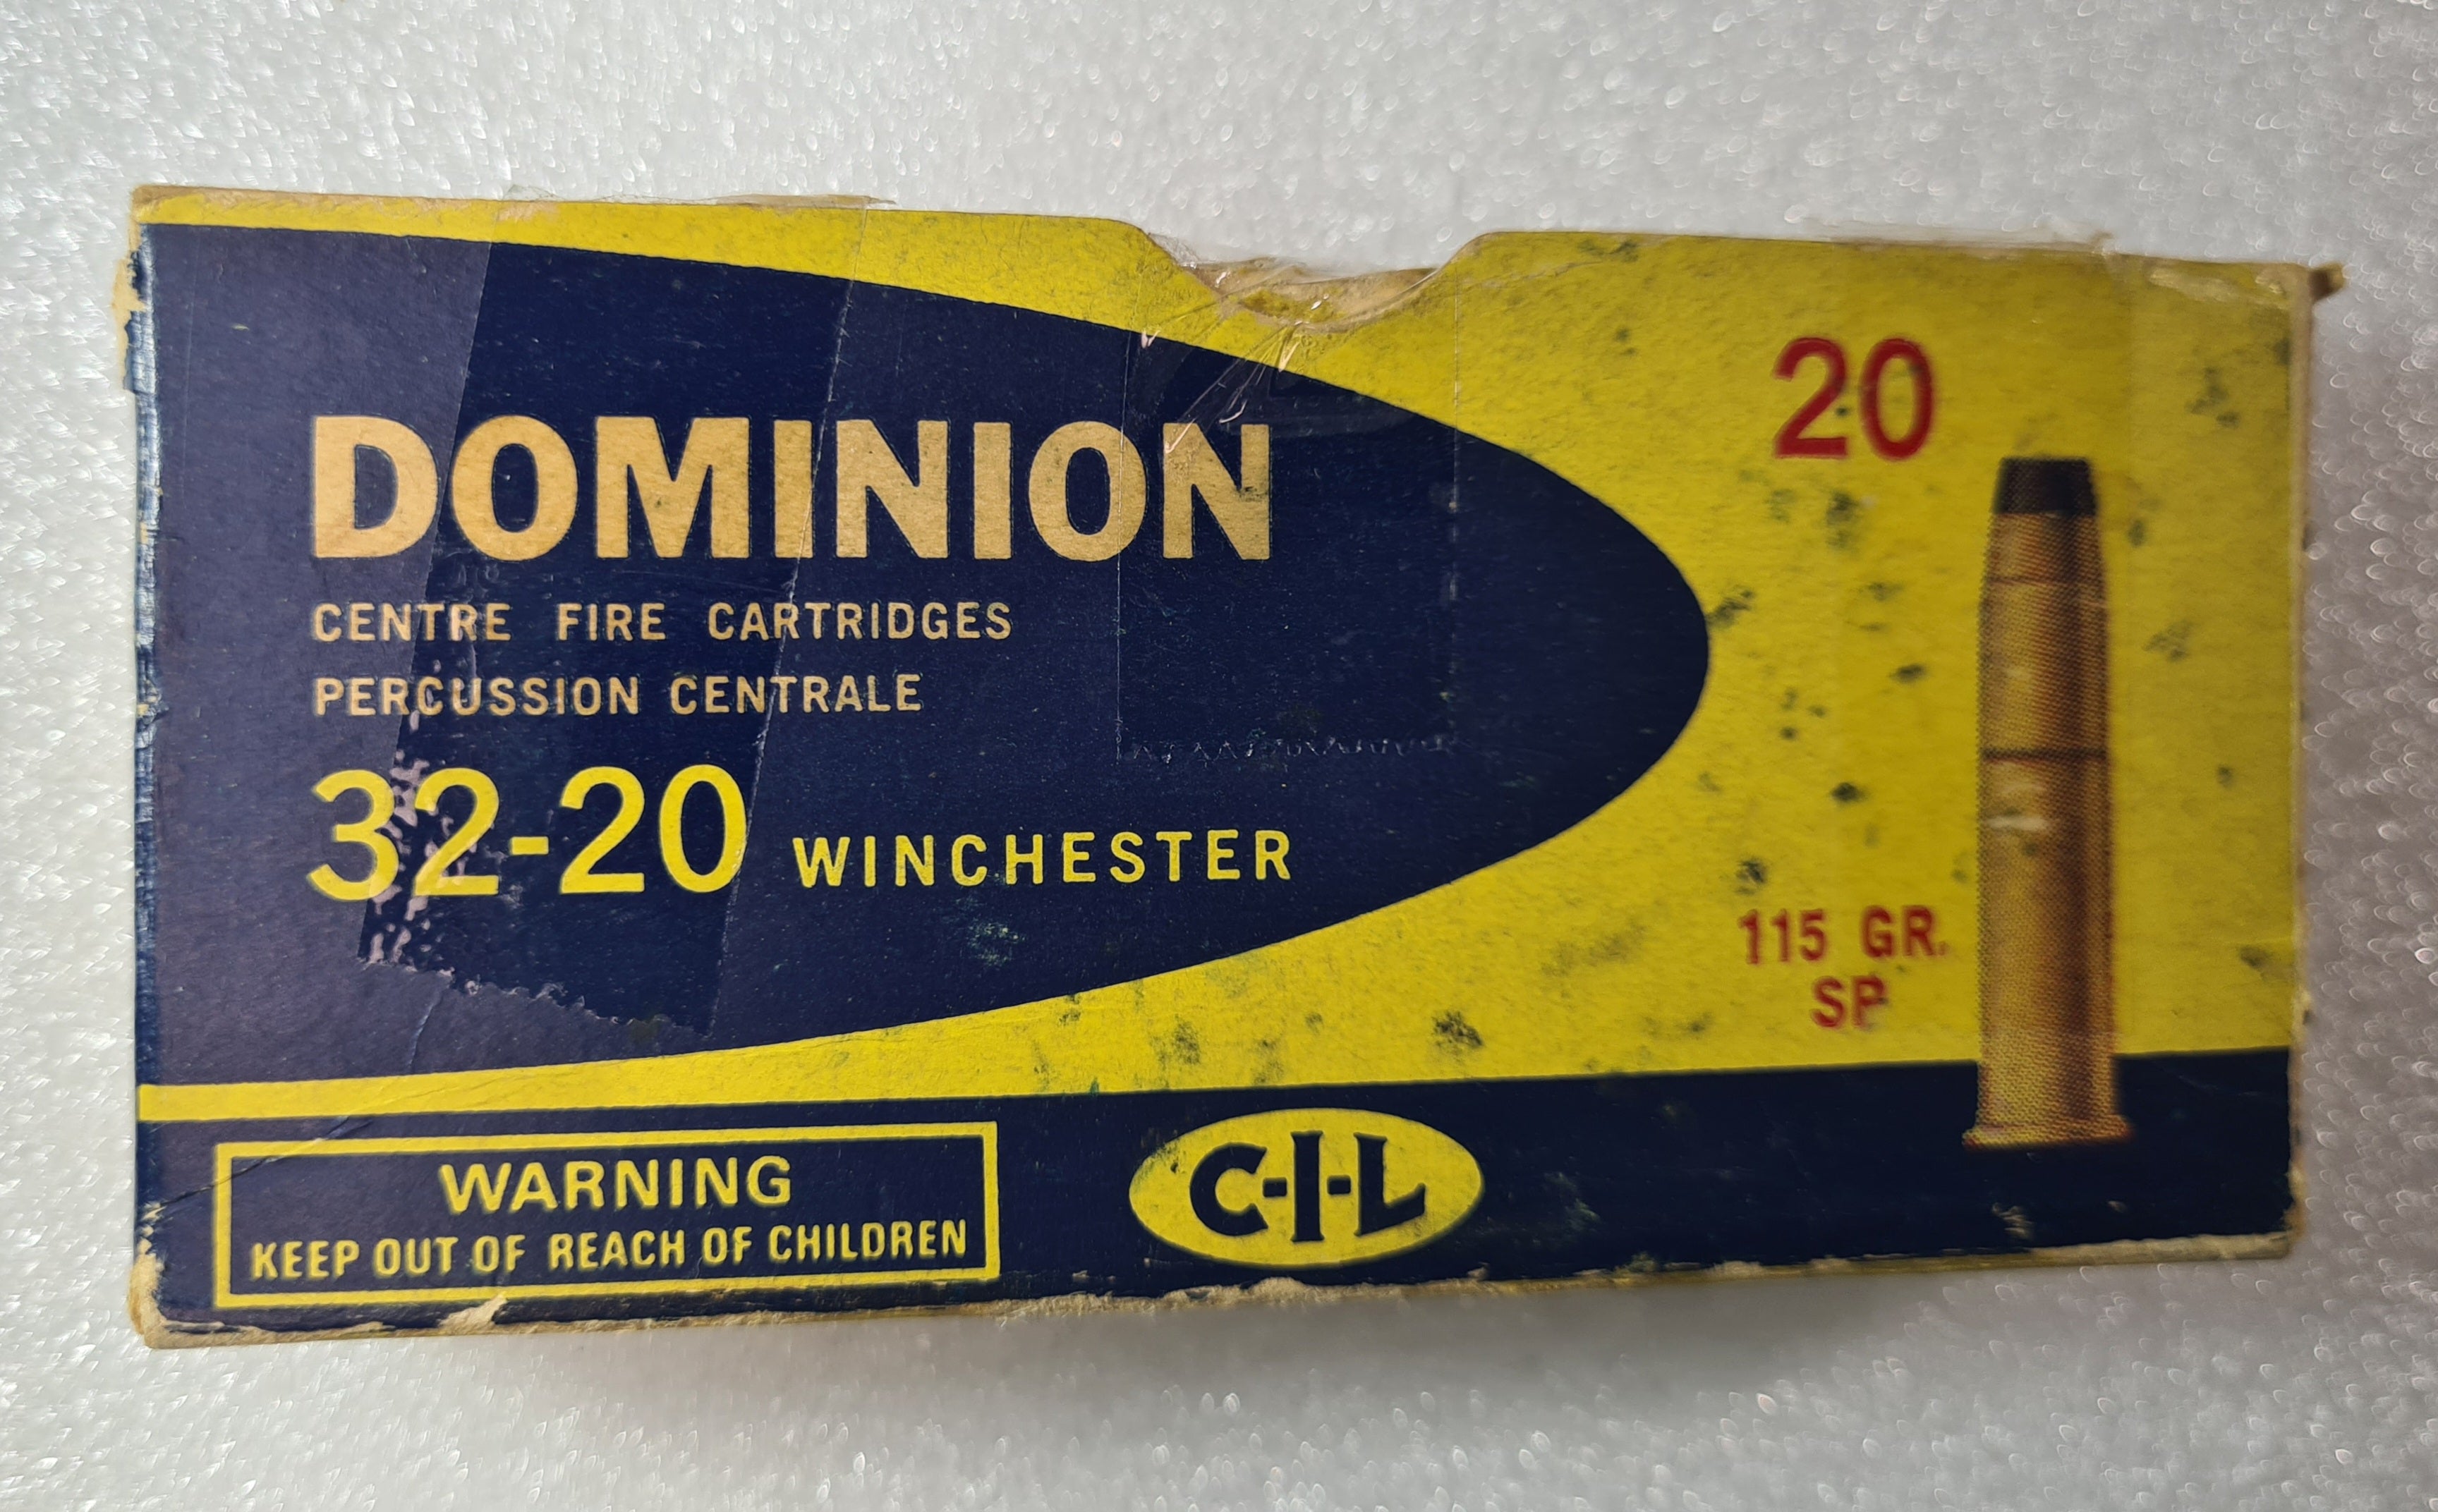 DOMINION
CENTRE FIRE CARTRIDGES
PERCUSSION CENTRALE
32-20 WINCHESTER
20
115 GR.
SP
WARNING
KEEP OUT OF REACH OF CHILDREN
C-I-L